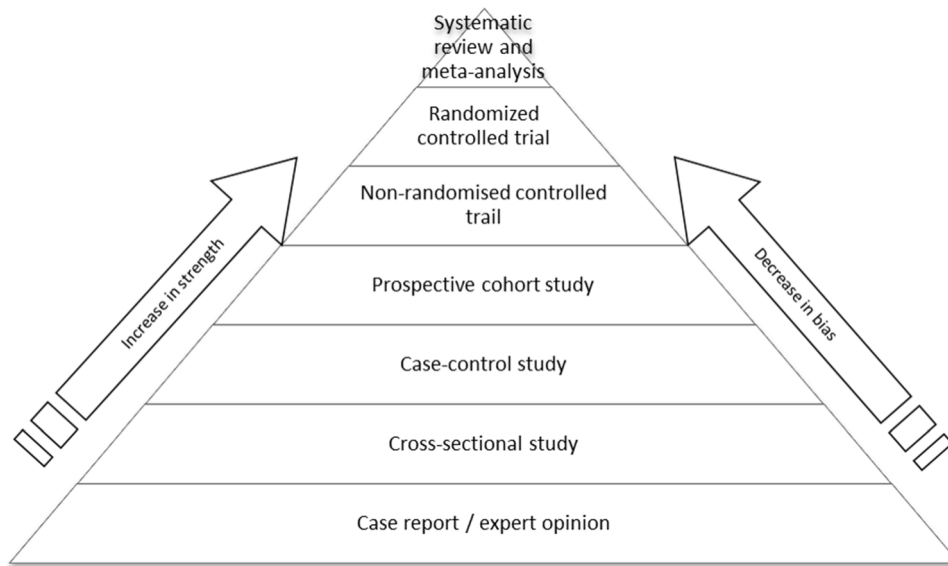 Systematic
review and
meta-analysis
Randomized
controlled trial
Non-randomised controlled
trail
Increase in strength
Decrease in bias
Prospective cohort study
Case-control study
Cross-sectional study
Case report / expert opinion